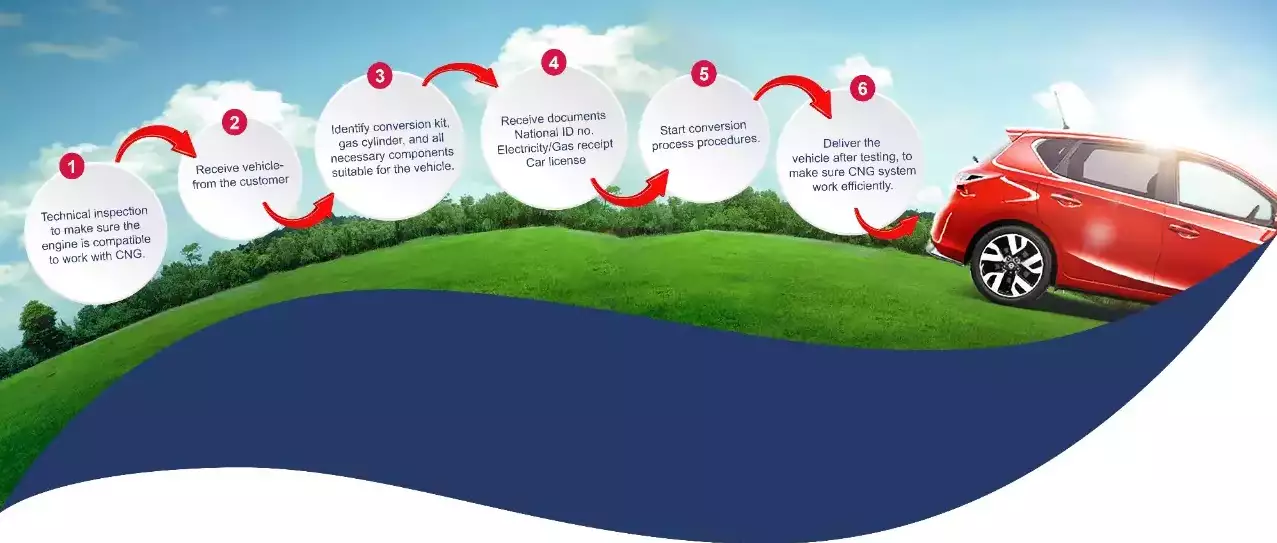 1
Technical inspection
to make sure the
engine is compatible
to work with CNG.
2
Receive vehicle-
from the customer
3
Identify conversion kit,
gas cylinder, and all
necessary components
suitable for the vehicle.
4
Receive documents
National ID no.
Electricity/Gas receipt
Car license
5
Start conversion
process procedures.
6
Deliver the
vehicle after testing, to
make sure CNG system
work efficiently.